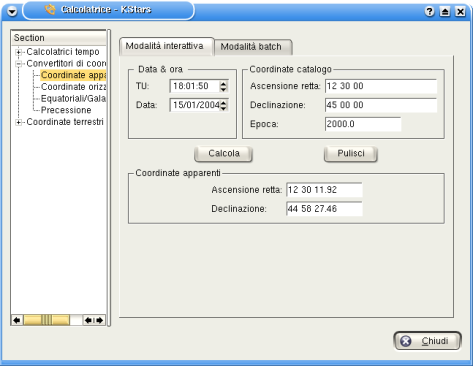 Calcolatrice - KStars
Section
Calcolatrici tempo
Convertitori di coor
Coordinate appa
Coordinate orizz
Equatoriali/Gala
Precessione
Coordinate terrestri
Modalità interattiva
Modalità batch
Data & ora
TU: 18:01:50
Data: 15/01/2004
Coordinate catalogo
Ascensione retta: 12 30 00
Declinazione: 45 00 00
Epoca: 2000.0
Calcola
Pulisci
Coordinate apparenti
Ascensione retta: 12 30 11.92
Declinazione: 44 58 27.46
Chiudi